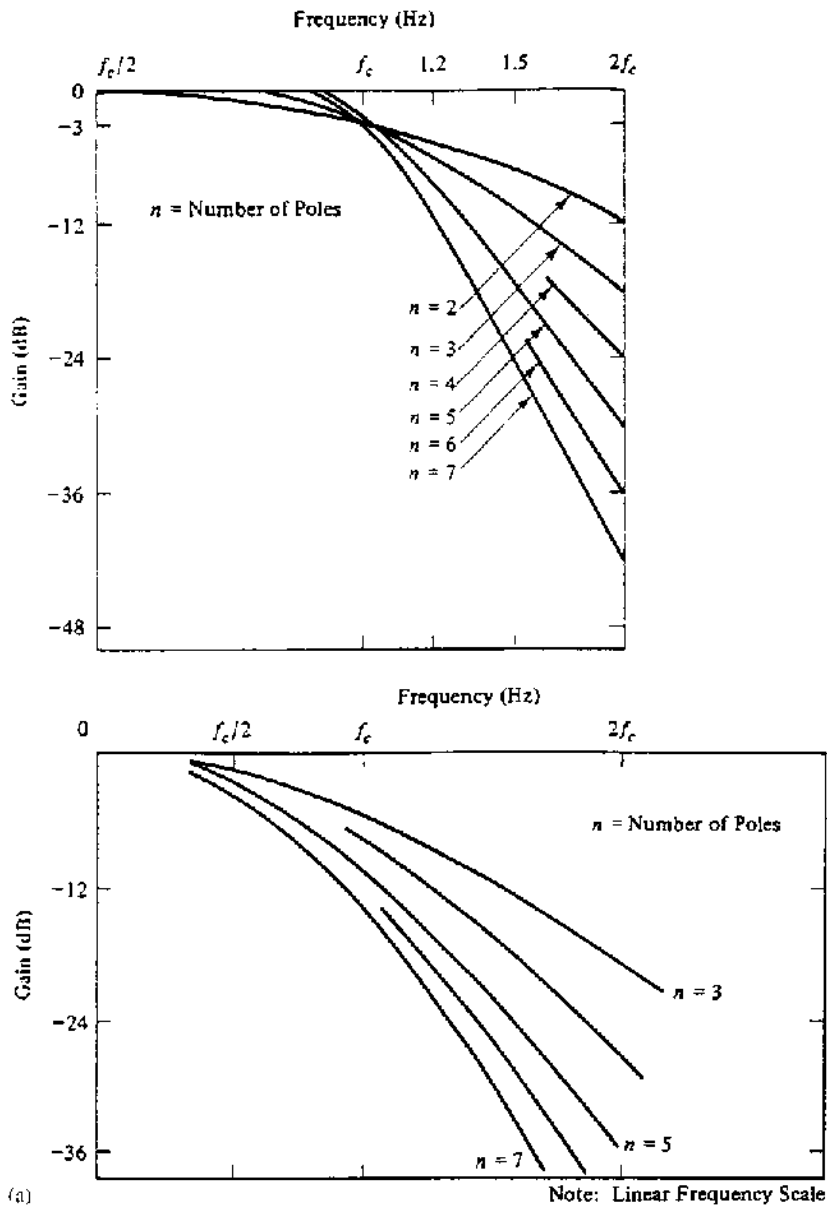 Frequency (Hz)
f_c/2 f_c 1.2 1.5 2f_c
0
−3
−12
−24
−36
−48
Gain (dB)
n = Number of Poles
n = 2
n = 3
n = 4
n = 5
n = 6
n = 7
Frequency (Hz)
0 f_c/2 f_c 2f_c
−12
−24
−36
Gain (dB)
n = Number of Poles
n = 3
n = 5
n = 7
(a)
Note: Linear Frequency Scale